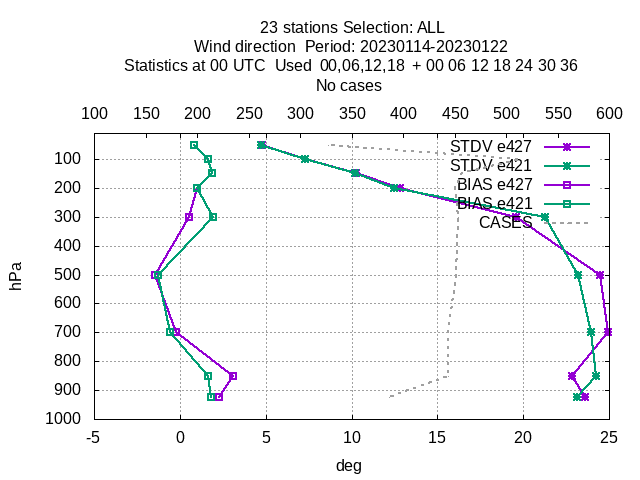 23 stations Selection: ALL
Wind direction  Period: 20230114-20230122
Statistics at 00 UTC  Used  00,06,12,18  + 00 06 12 18 24 30 36
No cases
100 150 200 250 300 350 400 450 500 550 600
STDV e427
STDV e421
BIAS e427
BIAS e421
CASES
hPa
100
200
300
400
500
600
700
800
900
1000
-5 0 5 10 15 20 25
deg